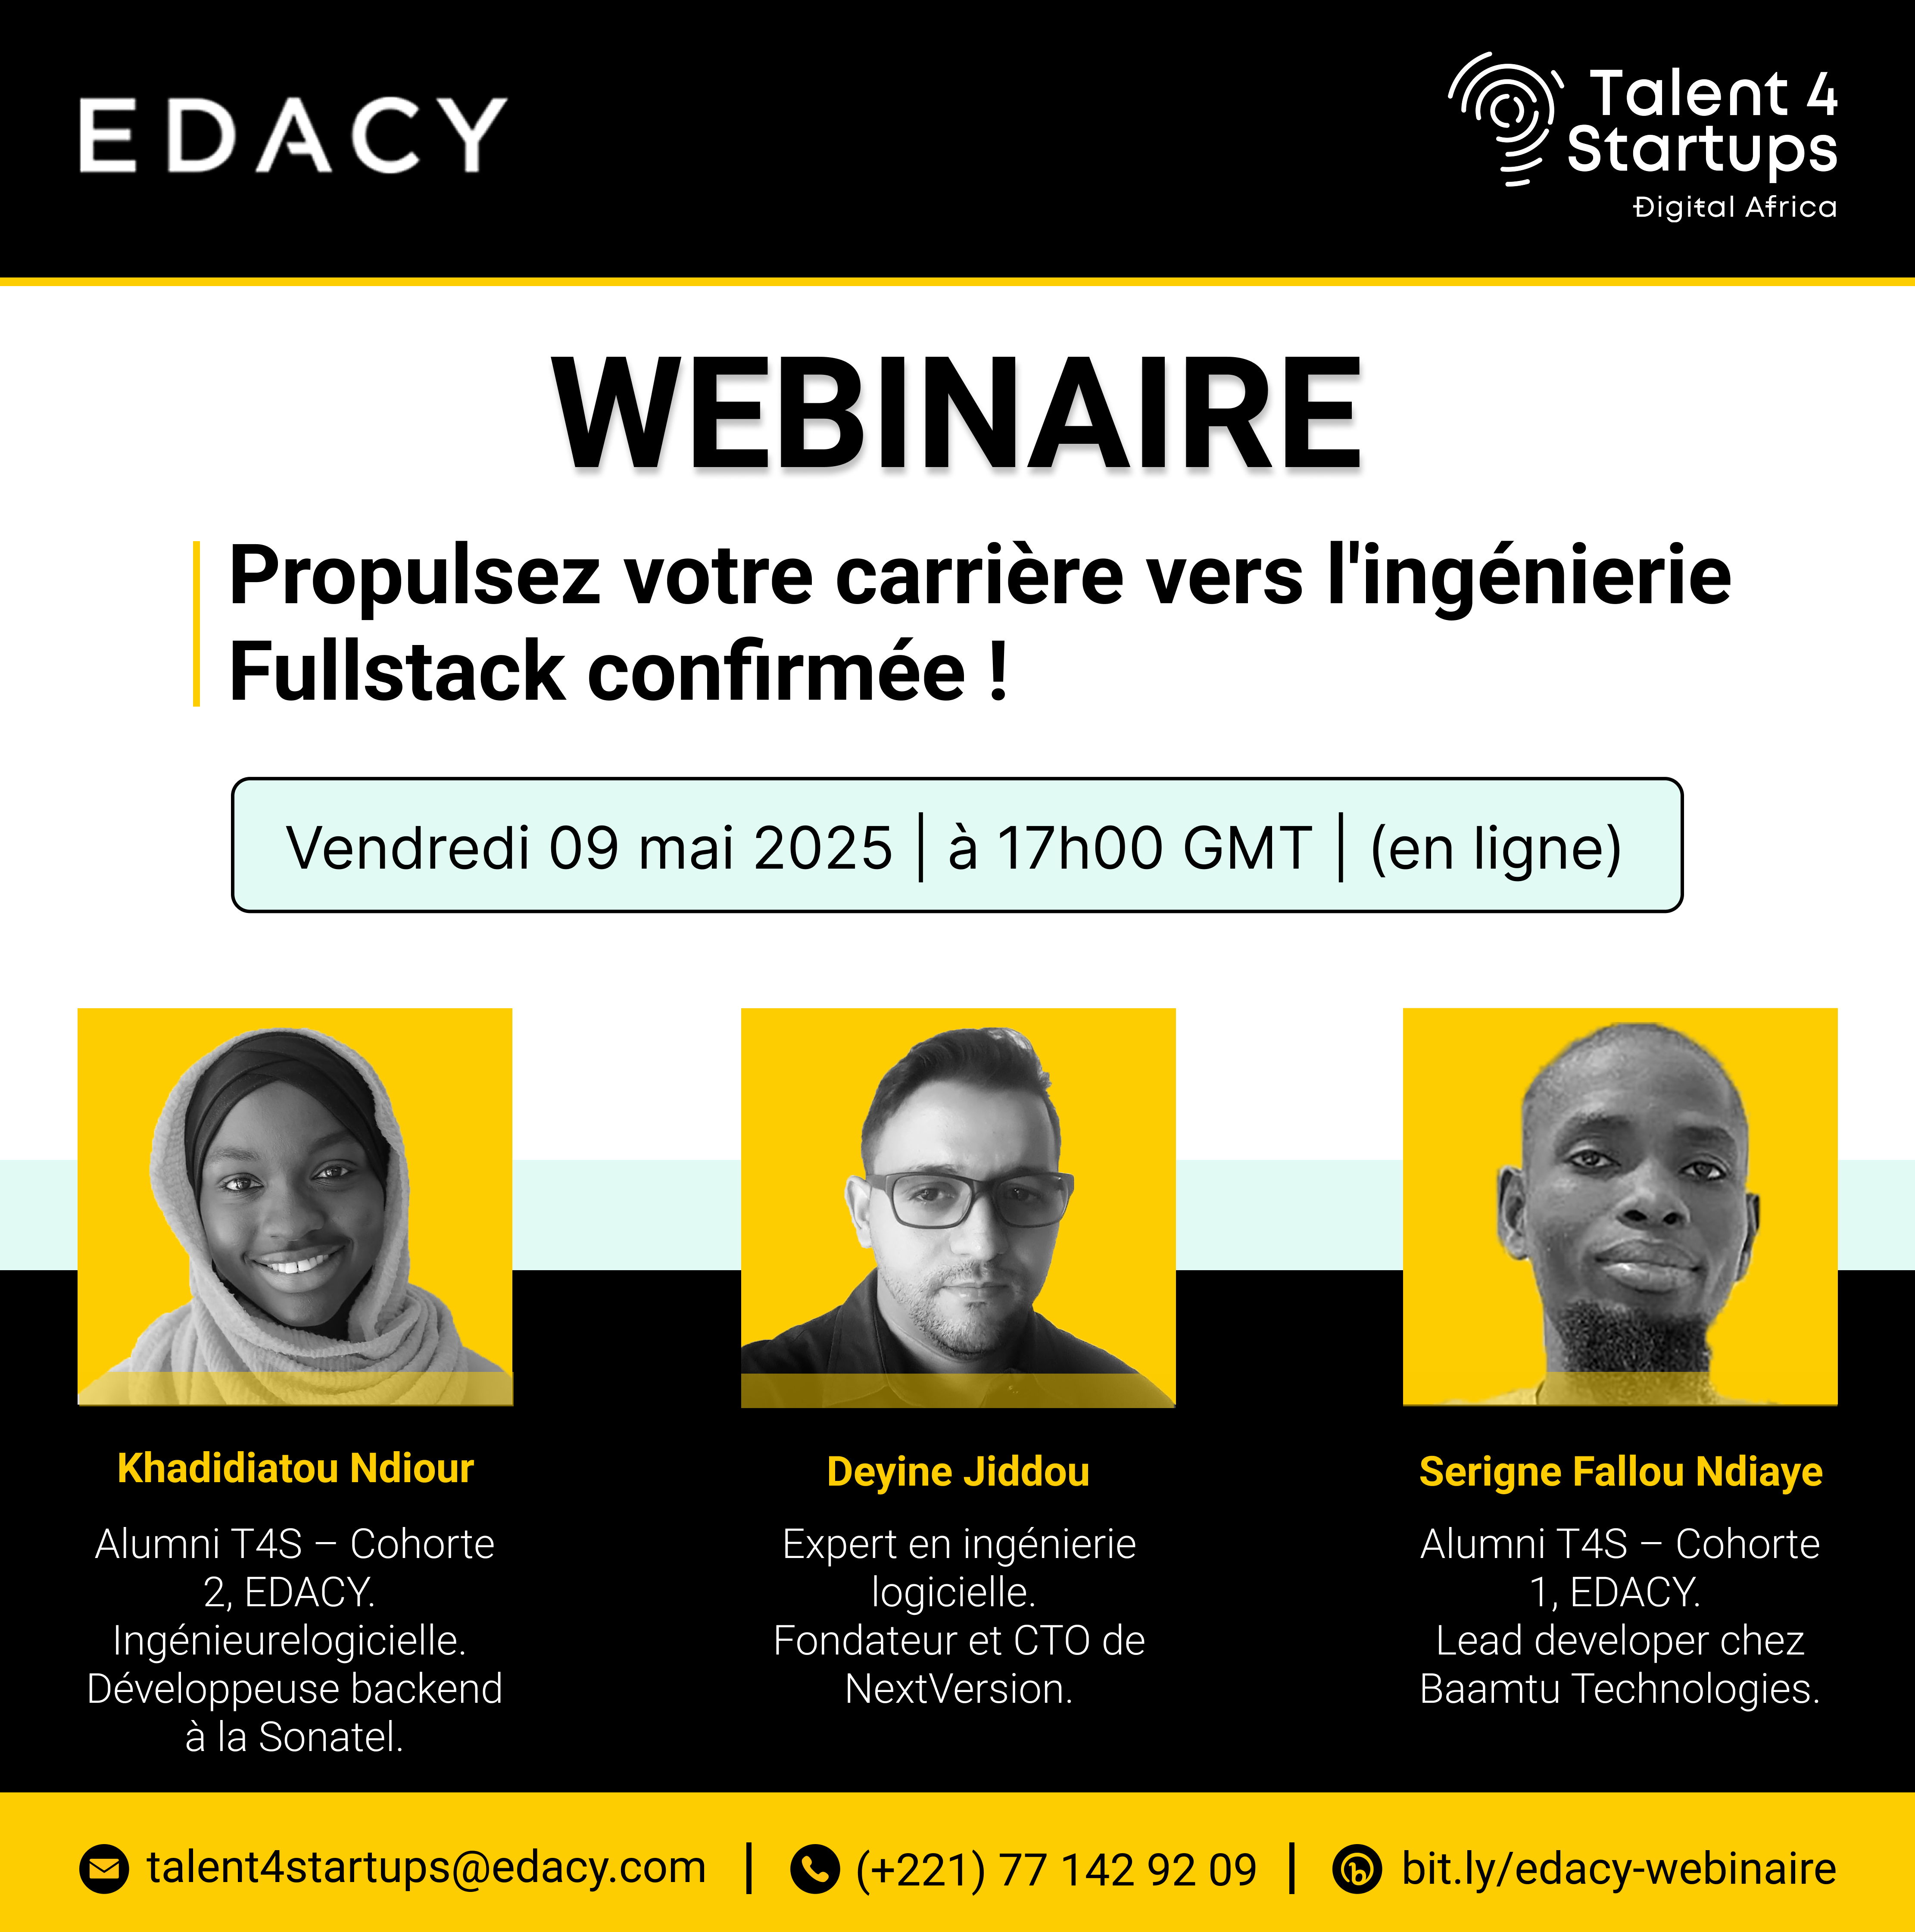 EDACY
Talent 4
Startups
Digital Africa
WEBINAIRE
Propulsez votre carrière vers l'ingénierie
Fullstack confirmée !
Vendredi 09 mai 2025 | à 17h00 GMT | (en ligne)
Khadidiatou Ndiour
Alumni T4S – Cohorte
2, EDACY.
Ingénieurelogicielle.
Développeuse backend
à la Sonatel.
Deyine Jiddou
Expert en ingénierie
logicielle.
Fondateur et CTO de
NextVersion.
Serigne Fallou Ndiaye
Alumni T4S – Cohorte
1, EDACY.
Lead developer chez
Baamtu Technologies.
talent4startups@edacy.com | (+221) 77 142 92 09 | bit.ly/edacy-webinaire